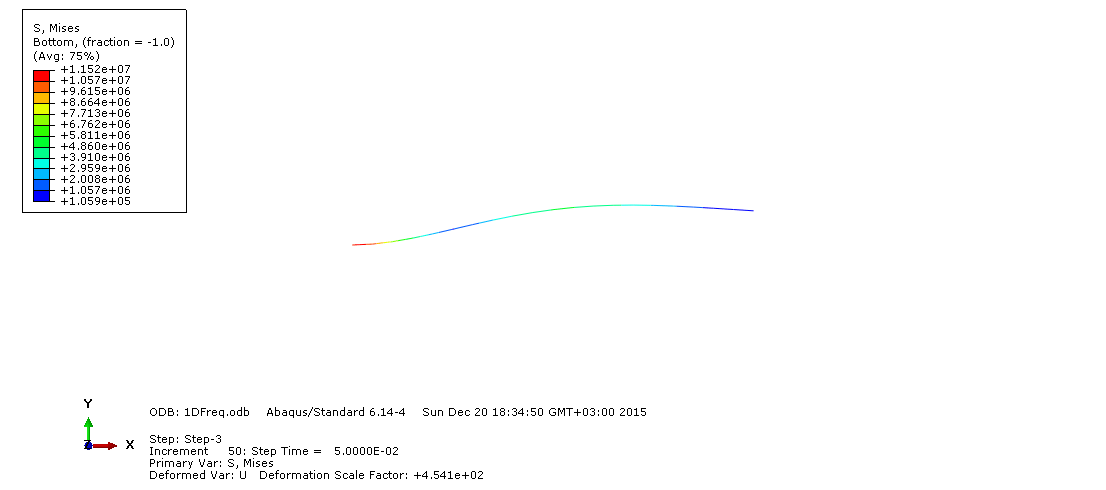 S, Mises
Bottom, (fraction = -1.0)
(Avg: 75%)
+1.152e+07
+1.057e+07
+9.615e+06
+8.664e+06
+7.713e+06
+6.762e+06
+5.811e+06
+4.860e+06
+3.910e+06
+2.959e+06
+2.008e+06
+1.057e+06
+1.059e+05
Y
Z X
ODB: 1DFreq.odb Abaqus/Standard 6.14-4 Sun Dec 20 18:34:50 GMT+03:00 2015
Step: Step-3
Increment 50: Step Time = 5.0000E-02
Primary Var: S, Mises
Deformed Var: U Deformation Scale Factor: +4.541e+02